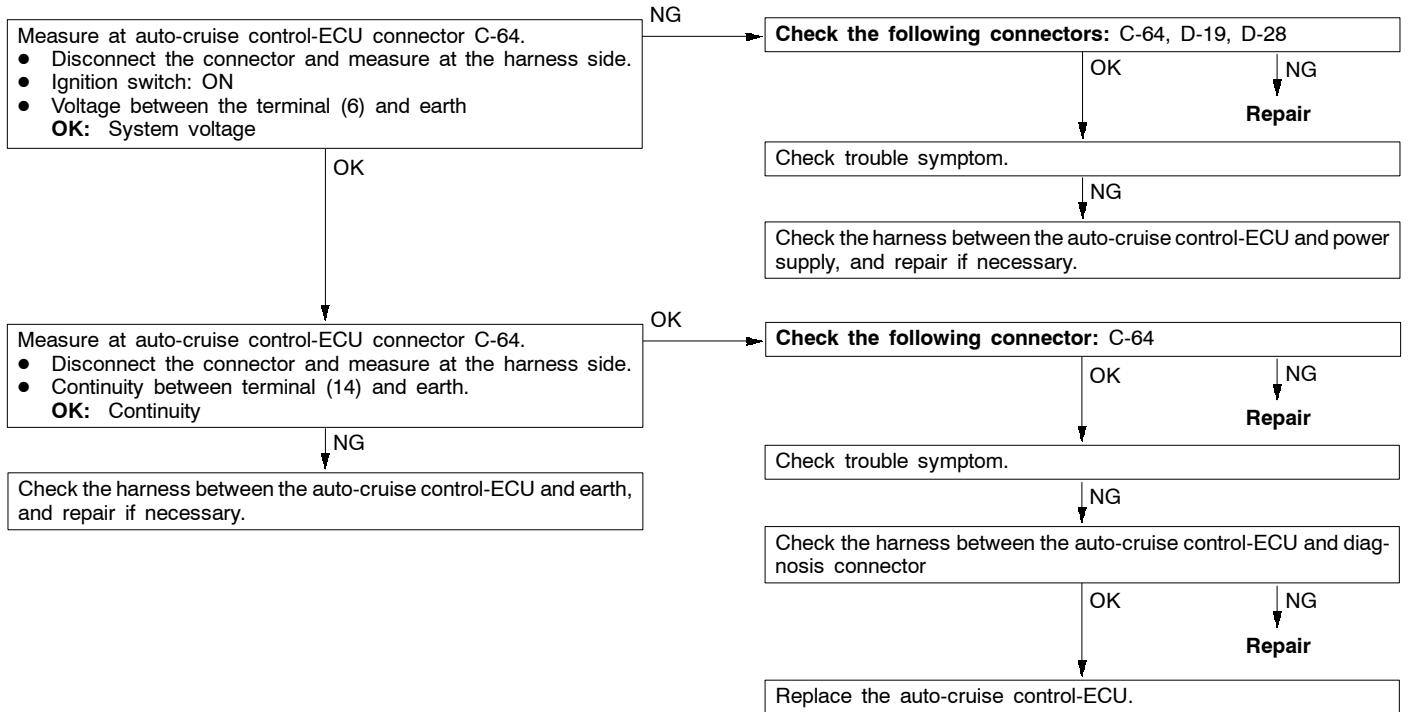 Measure at auto-cruise control-ECU connector C-64.
● Disconnect the connector and measure at the harness side.
● Ignition switch: ON
● Voltage between the terminal (6) and earth
OK: System voltage
NG
Check the following connectors: C-64, D-19, D-28
OK
NG
Repair
Check trouble symptom.
NG
Check the harness between the auto-cruise control-ECU and power
supply, and repair if necessary.
OK
Measure at auto-cruise control-ECU connector C-64.
● Disconnect the connector and measure at the harness side.
● Continuity between terminal (14) and earth.
OK: Continuity
OK
Check the following connector: C-64
OK
NG
Repair
Check trouble symptom.
NG
Check the harness between the auto-cruise control-ECU and diag-
nosis connector
OK
NG
Repair
Replace the auto-cruise control-ECU.
NG
Check the harness between the auto-cruise control-ECU and earth,
and repair if necessary.